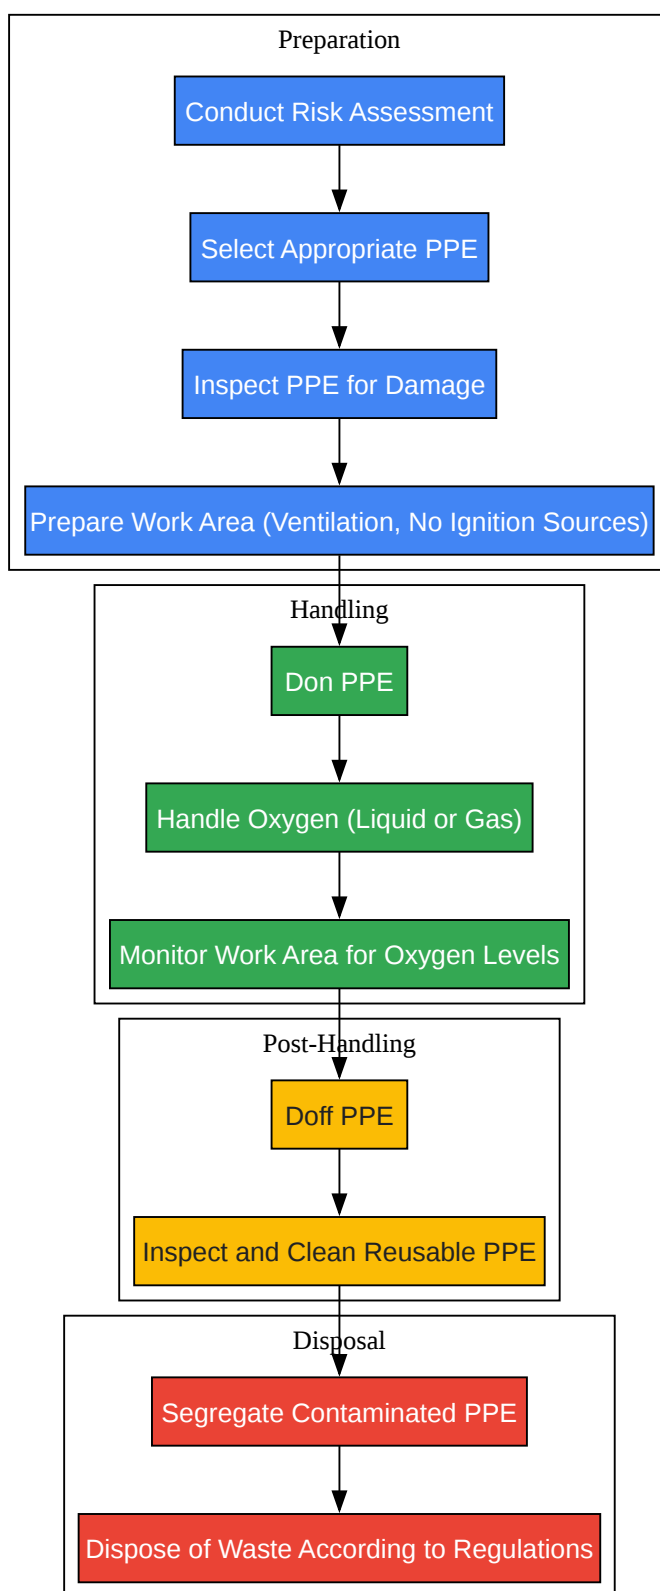 Preparation
Conduct Risk Assessment
Select Appropriate PPE
Inspect PPE for Damage
Prepare Work Area (Ventilation, No Ignition Sources)
Handling
Don PPE
Handle Oxygen (Liquid or Gas)
Monitor Work Area for Oxygen Levels
Post-Handling
Doff PPE
Inspect and Clean Reusable PPE
Disposal
Segregate Contaminated PPE
Dispose of Waste According to Regulations